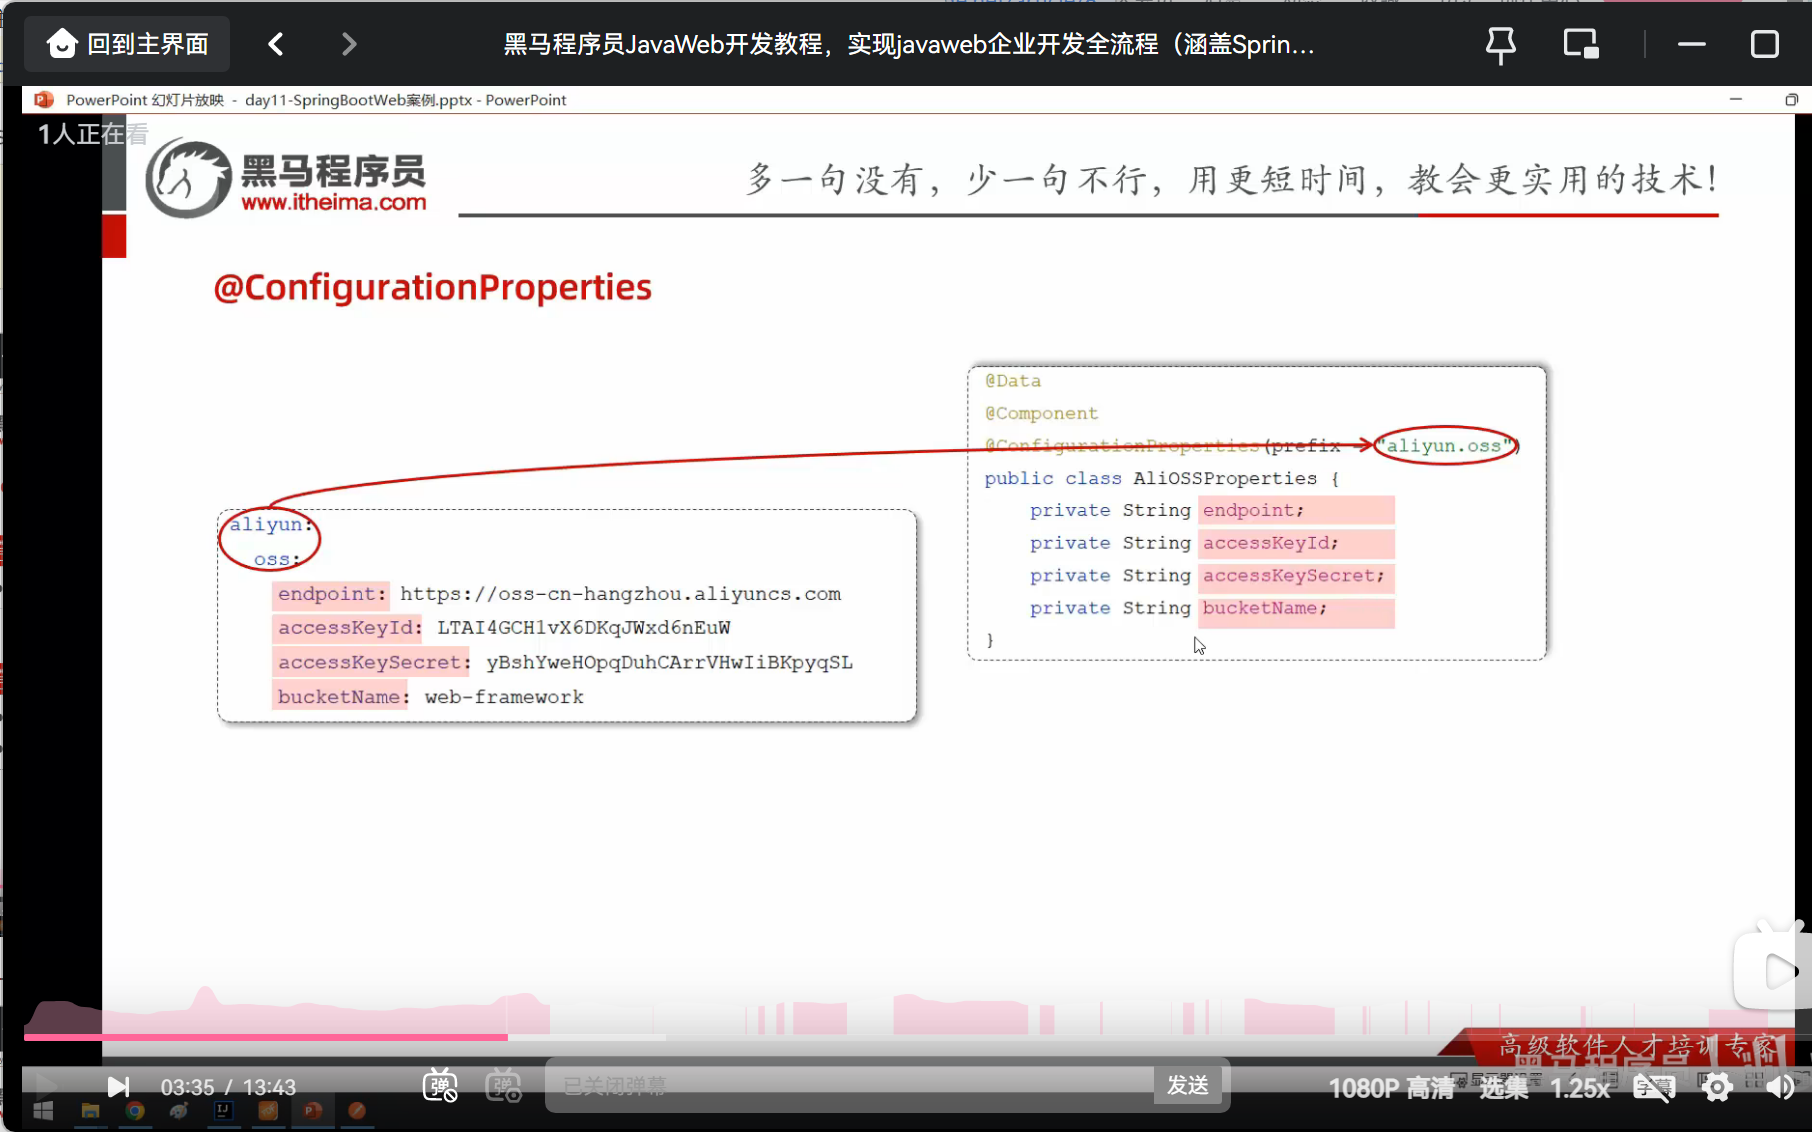 回到主界面
黑马程序员JavaWeb开发教程，实现javaweb企业开发全流程（涵盖Sprin...
PowerPoint 幻灯片放映 - day11-SpringBootWeb案例.pptx - PowerPoint
1人正在看
黑马程序员
www.itheima.com
多一句没有，少一句不行，用更短时间，教会更实用的技术！
@ConfigurationProperties
@Data
@Component
@ConfigurationProperties(prefix = "aliyun.oss")
public class AliOSSProperties {
private String endpoint;
private String accessKeyId;
private String accessKeySecret;
private String bucketName;
}
aliyun:
oss:
endpoint: https://oss-cn-hangzhou.aliyuncs.com
accessKeyId: LTAI4GCH1vX6DKqJWxd6nEuW
accessKeySecret: yBshYweHOpqDuhCArrVHwIiBKpyqSL
bucketName: web-framework
高级软件人才培训专家
03:35 / 13:43
弹
弹
已关闭弹幕
发送
1080P 高清
选集
1.25x
字幕